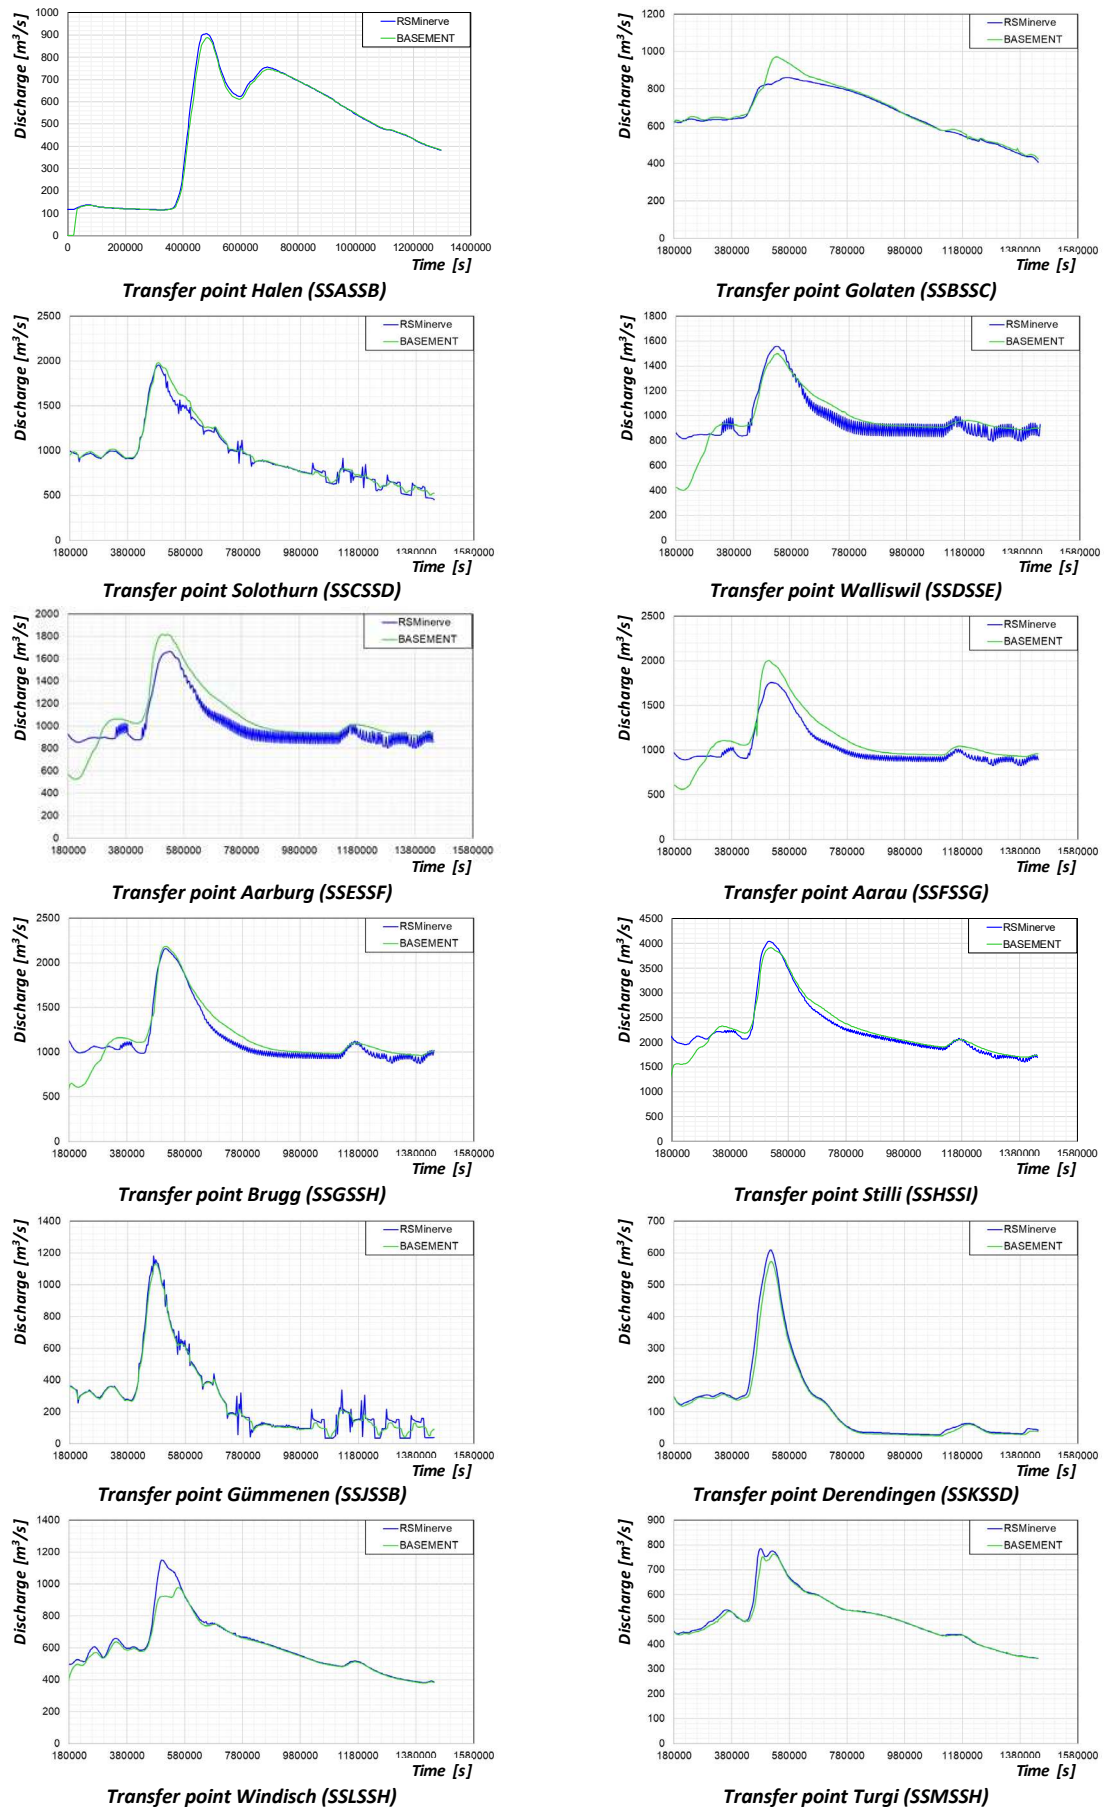 Discharge [m³/s]
1000
900
800
700
600
500
400
300
200
100
0
RSMinerve
BASEMENT
0 200000 400000 600000 800000 1000000 1200000 1400000
Time [s]
Transfer point Halen (SSASSB)
Discharge [m³/s]
1200
1000
800
600
400
200
0
RSMinerve
BASEMENT
180000 380000 580000 780000 980000 1180000 1380000 1580000
Time [s]
Transfer point Golaten (SSBSSC)
Discharge [m³/s]
2500
2000
1500
1000
500
0
RSMinerve
BASEMENT
180000 380000 580000 780000 980000 1180000 1380000 1580000
Time [s]
Transfer point Solothurn (SSCSSD)
Discharge [m³/s]
1800
1600
1400
1200
1000
800
600
400
200
0
RSMinerve
BASEMENT
180000 380000 580000 780000 980000 1180000 1380000 1580000
Time [s]
Transfer point Walliswil (SSDSSE)
Discharge [m³/s]
2000
1800
1600
1400
1200
1000
800
600
400
200
0
RSMinerve
BASEMENT
180000 380000 580000 780000 980000 1180000 1380000 1580000
Time [s]
Transfer point Aarburg (SSESSF)
Discharge [m³/s]
2500
2000
1500
1000
500
0
RSMinerve
BASEMENT
180000 380000 580000 780000 980000 1180000 1380000 1580000
Time [s]
Transfer point Aarau (SSFSSG)
Discharge [m³/s]
2500
2000
1500
1000
500
0
RSMinerve
BASEMENT
180000 380000 580000 780000 980000 1180000 1380000 1580000
Time [s]
Transfer point Brugg (SSGSSH)
Discharge [m³/s]
4500
4000
3500
3000
2500
2000
1500
1000
500
0
RSMinerve
BASEMENT
180000 380000 580000 780000 980000 1180000 1380000 1580000
Time [s]
Transfer point Stilli (SSHSSI)
Discharge [m³/s]
1400
1200
1000
800
600
400
200
0
RSMinerve
BASEMENT
180000 380000 580000 780000 980000 1180000 1380000 1580000
Time [s]
Transfer point Gümmenen (SSJSSB)
Discharge [m³/s]
700
600
500
400
300
200
100
0
RSMinerve
BASEMENT
180000 380000 580000 780000 980000 1180000 1380000 1580000
Time [s]
Transfer point Derendingen (SSKSSD)
Discharge [m³/s]
1400
1200
1000
800
600
400
200
0
RSMinerve
BASEMENT
180000 380000 580000 780000 980000 1180000 1380000 1580000
Time [s]
Transfer point Windisch (SSLSSH)
Discharge [m³/s]
900
800
700
600
500
400
300
200
100
0
RSMinerve
BASEMENT
180000 380000 580000 780000 980000 1180000 1380000 1580000
Time [s]
Transfer point Turgi (SSMSSH)